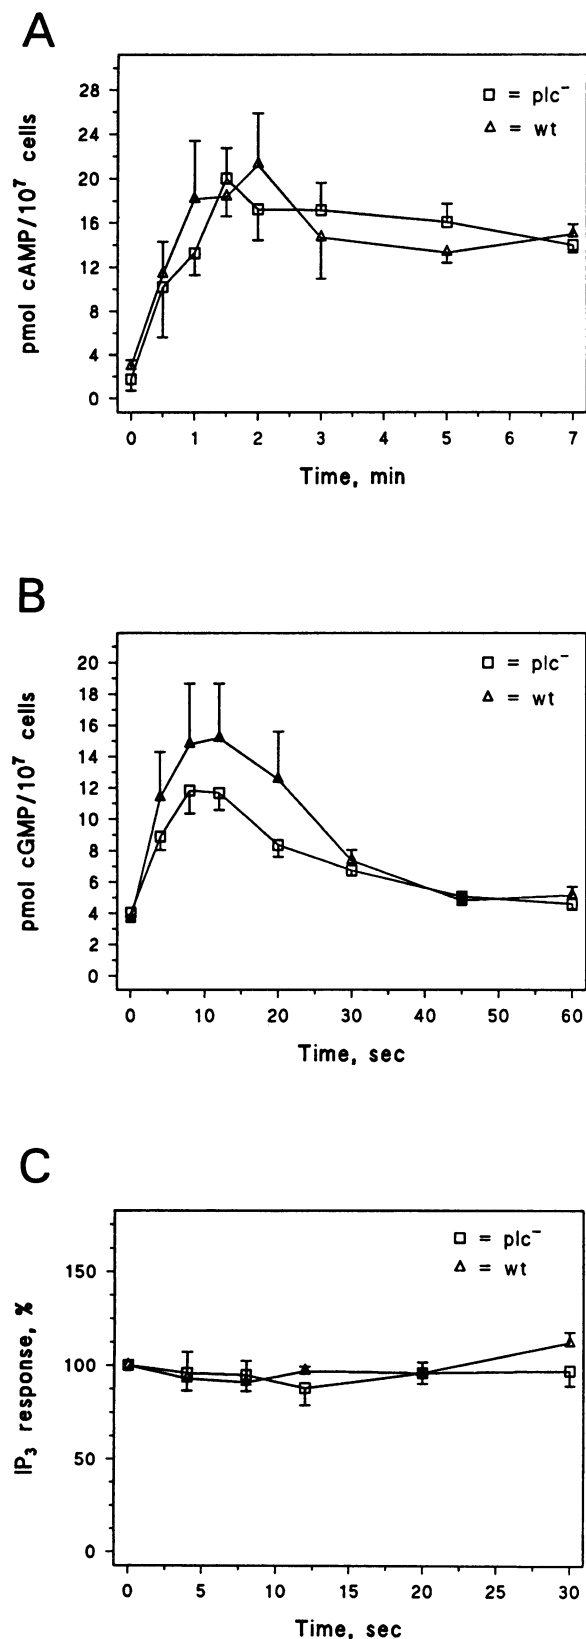 A
pmol cAMP/10⁷ cells
28
24
20
16
12
8
4
0
□ = plc⁻
△ = wt
0 1 2 3 4 5 6 7
Time, min
B
pmol cGMP/10⁷ cells
20
18
16
14
12
10
8
6
4
2
0
□ = plc⁻
△ = wt
0 10 20 30 40 50 60
Time, sec
C
IP₃ response, %
150
100
50
0
□ = plc⁻
△ = wt
0 5 10 15 20 25 30
Time, sec